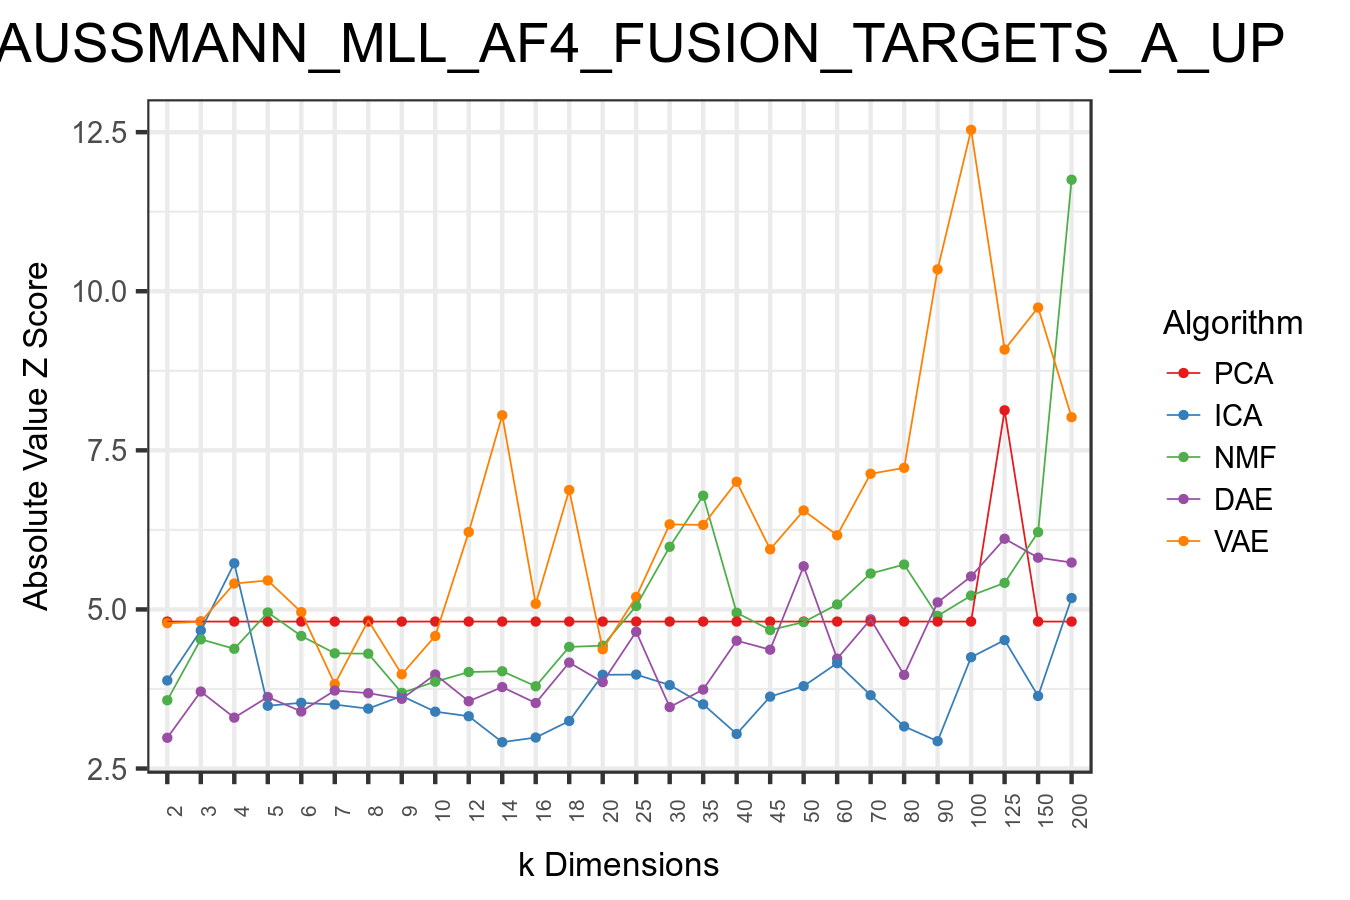 AUSSMANN_MLL_AF4_FUSION_TARGETS_A_UP
12.5
10.0
7.5
5.0
2.5
Absolute Value Z Score
2 3 4 5 6 7 8 9 10 12 14 16 18 20 25 30 35 40 45 50 60 70 80 90 100 125 150 200
k Dimensions
Algorithm
PCA
ICA
NMF
DAE
VAE